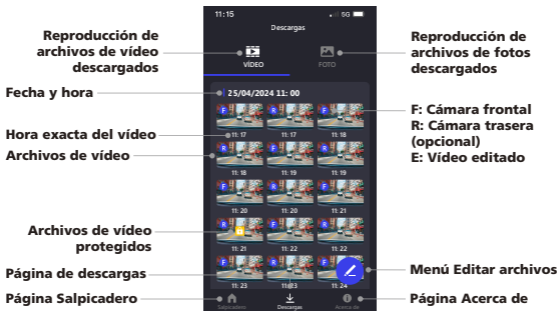 11:15
5G
Descargas
Reproducción de
archivos de vídeo
descargados
Reproducción de
archivos de fotos
descargados
VÍDEO
FOTO
Fecha y hora
25/04/2024 11: 00
F: Cámara frontal
R: Cámara trasera
(opcional)
E: Vídeo editado
F F F
Hora exacta del vídeo
11: 17 11: 17 11: 18
Archivos de vídeo
R
11: 18 11: 19 11: 19
11: 20 11: 20 11: 21
Archivos de vídeo
protegidos
R
11: 21 11: 22 11: 22
Página de descargas
Menú Editar archivos
11: 23 11: 23 11: 24
Página Salpicadero
Salpicadero
Descargas
Acerca de
Página Acerca de